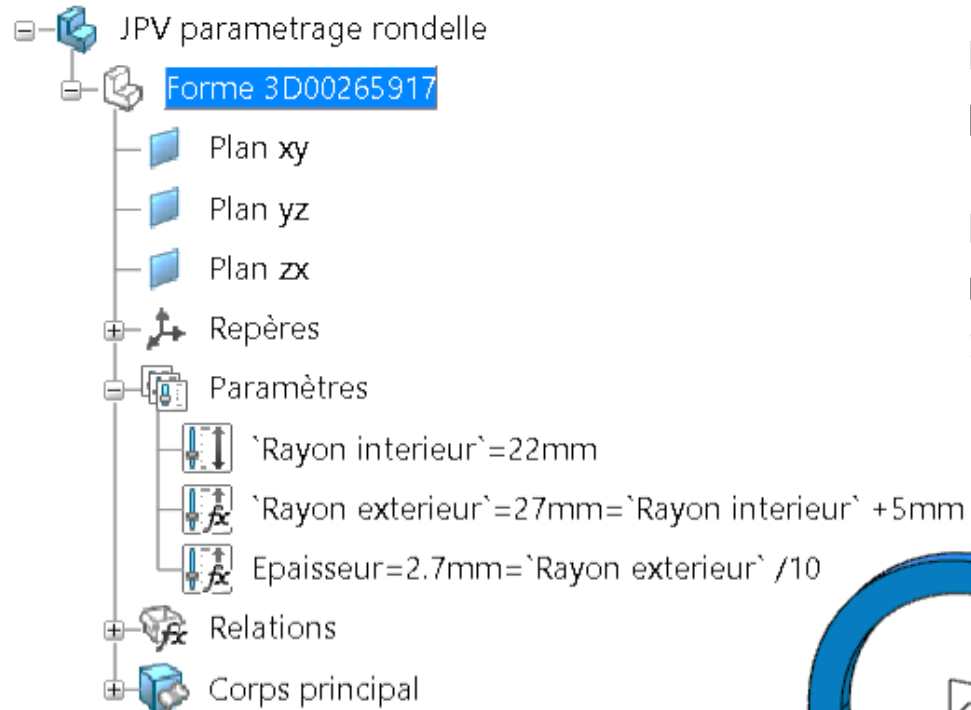 JPV parametrage rondelle
Forme 3D00265917
Plan xy
Plan yz
Plan zx
Repères
Paramètres
`Rayon interieur`=22mm
`Rayon exterieur`=27mm=`Rayon interieur` +5mm
Epaisseur=2.7mm=`Rayon exterieur` /10
Relations
Corps principal